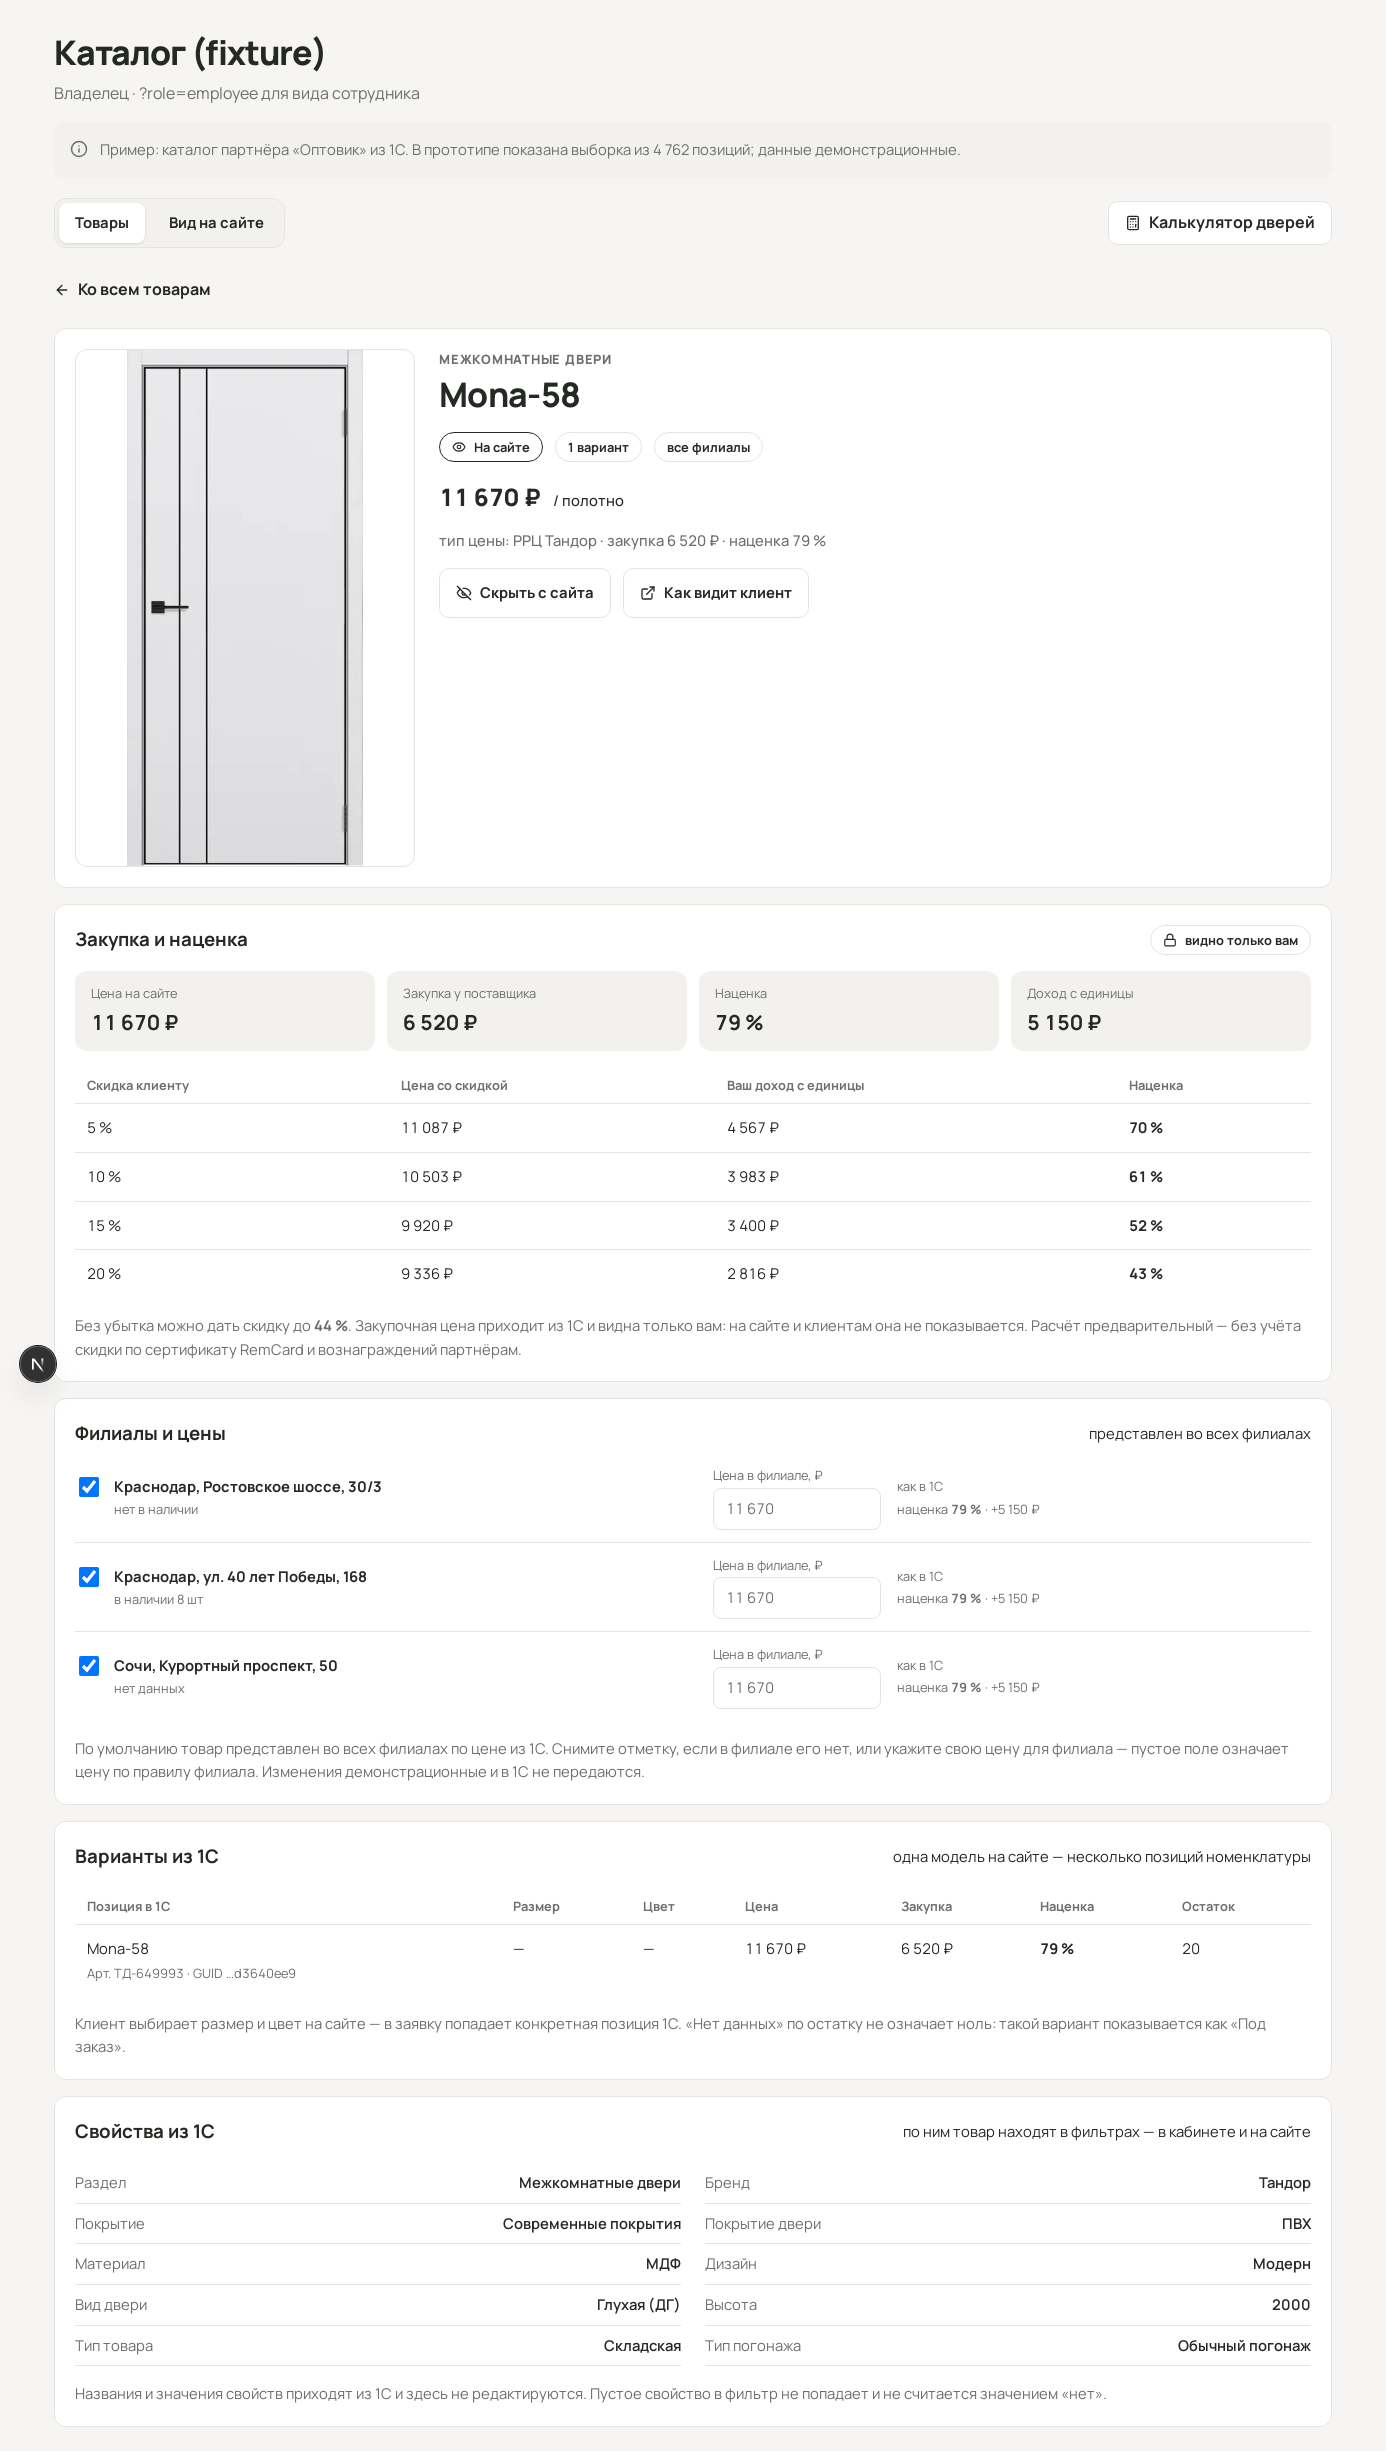 Каталог (fixture)
Владелец · ?role=employee для вида сотрудника
Пример: каталог партнёра «Оптовик» из 1С. В прототипе показана выборка из 4 762 позиций; данные демонстрационные.
Товары
Вид на сайте
Калькулятор дверей
Ко всем товарам
МЕЖКОМНАТНЫЕ ДВЕРИ
Mona-58
На сайте
1 вариант
все филиалы
11 670 ₽ / полотно
тип цены: РРЦ Тандор · закупка 6 520 ₽ · наценка 79 %
Скрыть с сайта
Как видит клиент
Закупка и наценка
видно только вам
Цена на сайте
11 670 ₽
Закупка у поставщика
6 520 ₽
Наценка
79 %
Доход с единицы
5 150 ₽
Скидка клиенту Цена со скидкой Ваш доход с единицы Наценка
5 % 11 087 ₽ 4 567 ₽ 70 %
10 % 10 503 ₽ 3 983 ₽ 61 %
15 % 9 920 ₽ 3 400 ₽ 52 %
20 % 9 336 ₽ 2 816 ₽ 43 %
Без убытка можно дать скидку до 44 %. Закупочная цена приходит из 1С и видна только вам: на сайте и клиентам она не показывается. Расчёт предварительный — без учёта
скидки по сертификату RemCard и вознаграждений партнёрам.
N
Филиалы и цены
представлен во всех филиалах
Краснодар, Ростовское шоссе, 30/3
нет в наличии
Цена в филиале, ₽
11 670
как в 1С
наценка 79 % · +5 150 ₽
Краснодар, ул. 40 лет Победы, 168
в наличии 8 шт
Цена в филиале, ₽
11 670
как в 1С
наценка 79 % · +5 150 ₽
Сочи, Курортный проспект, 50
нет данных
Цена в филиале, ₽
11 670
как в 1С
наценка 79 % · +5 150 ₽
По умолчанию товар представлен во всех филиалах по цене из 1С. Снимите отметку, если в филиале его нет, или укажите свою цену для филиала — пустое поле означает
цену по правилу филиала. Изменения демонстрационные и в 1С не передаются.
Варианты из 1С
одна модель на сайте — несколько позиций номенклатуры
Позиция в 1С Размер Цвет Цена Закупка Наценка Остаток
Mona-58 — — 11 670 ₽ 6 520 ₽ 79 % 20
Арт. ТД-649993 · GUID …d3640ee9
Клиент выбирает размер и цвет на сайте — в заявку попадает конкретная позиция 1С. «Нет данных» по остатку не означает ноль: такой вариант показывается как «Под
заказ».
Свойства из 1С
по ним товар находят в фильтрах — в кабинете и на сайте
Раздел Межкомнатные двери
Бренд Тандор
Покрытие Современные покрытия
Покрытие двери ПВХ
Материал МДФ
Дизайн Модерн
Вид двери Глухая (ДГ)
Высота 2000
Тип товара Складская
Тип погонажа Обычный погонаж
Названия и значения свойств приходят из 1С и здесь не редактируются. Пустое свойство в фильтр не попадает и не считается значением «нет».